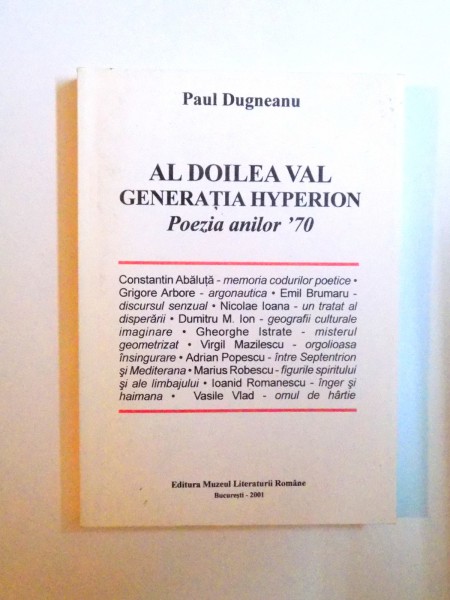 Paul Dugneanu
AL DOILEA VAL
GENERAȚIA HYPERION
Poezia anilor '70
Constantin Abăluță - memoria codurilor poetice •
Grigore Arbore - argonautica • Emil Brumaru -
discursul senzual • Nicolae Ioana - un tratat al
disperării • Dumitru M. Ion - geografii culturale
imaginare • Gheorghe Istrate - misterul
geometrizat • Virgil Mazilescu - orgolioasa
însingurare • Adrian Popescu - între Septentrion
și Mediterana • Marius Robescu - figurile spiritului
și ale limbajului • Ioanid Romanescu - înger și
haimana • Vasile Vlad - omul de hârtie
Editura Muzeul Literaturii Române
București - 2001